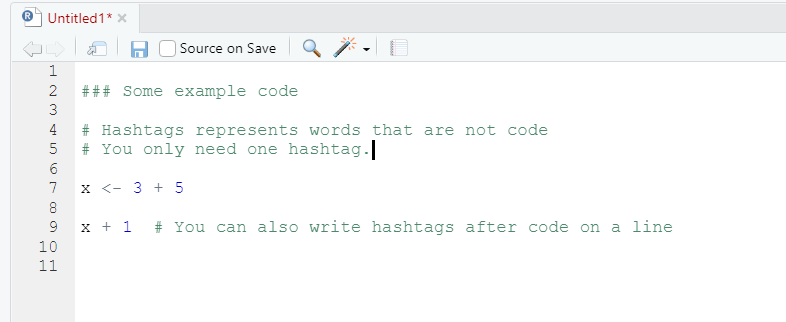 Untitled1*
Source on Save
1
2 ### Some example code
3
4 # Hashtags represents words that are not code
5 # You only need one hashtag.
6
7 x <- 3 + 5
8
9 x + 1  # You can also write hashtags after code on a line
10
11